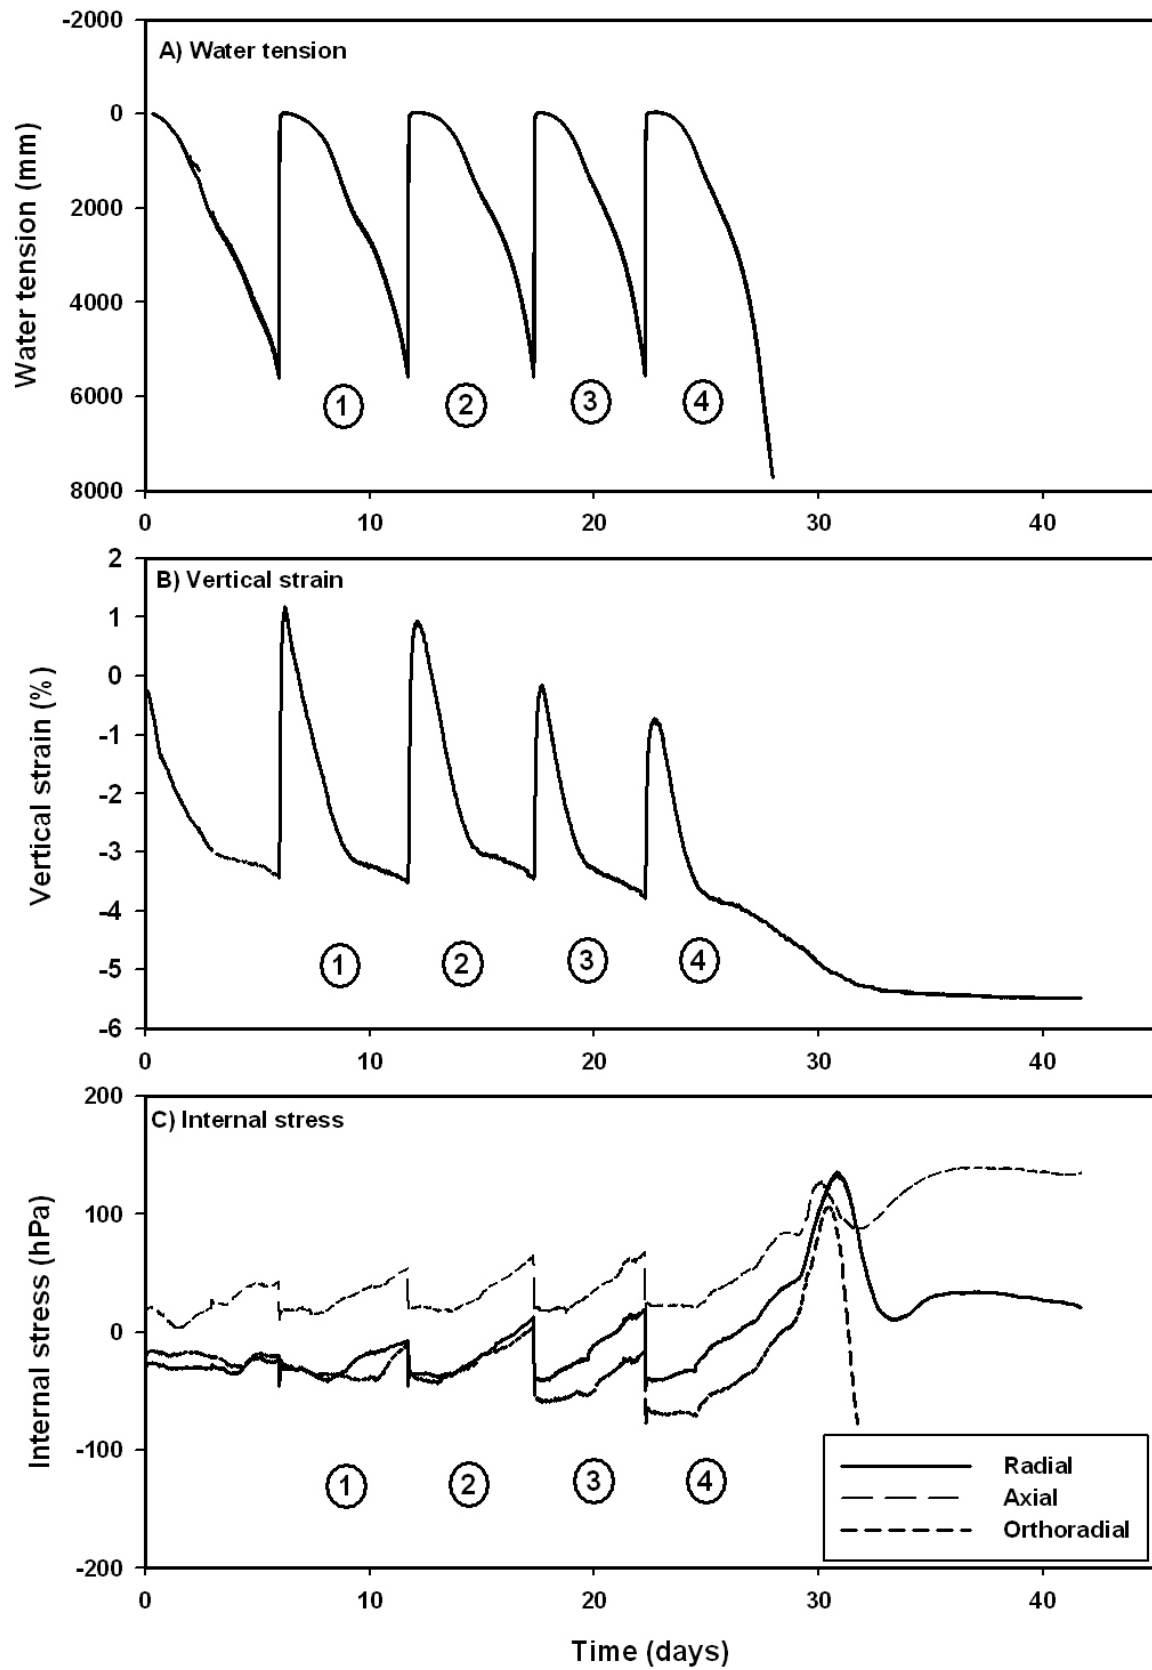 A) Water tension
Water tension (mm)
-2000
0
2000
4000
6000
8000
1 2 3 4
0 10 20 30 40
B) Vertical strain
Vertical strain (%)
2
1
0
-1
-2
-3
-4
-5
-6
1 2 3 4
0 10 20 30 40
C) Internal stress
Internal stress (hPa)
200
100
0
-100
-200
1 2 3 4
Radial
Axial
Orthoradial
0 10 20 30 40
Time (days)